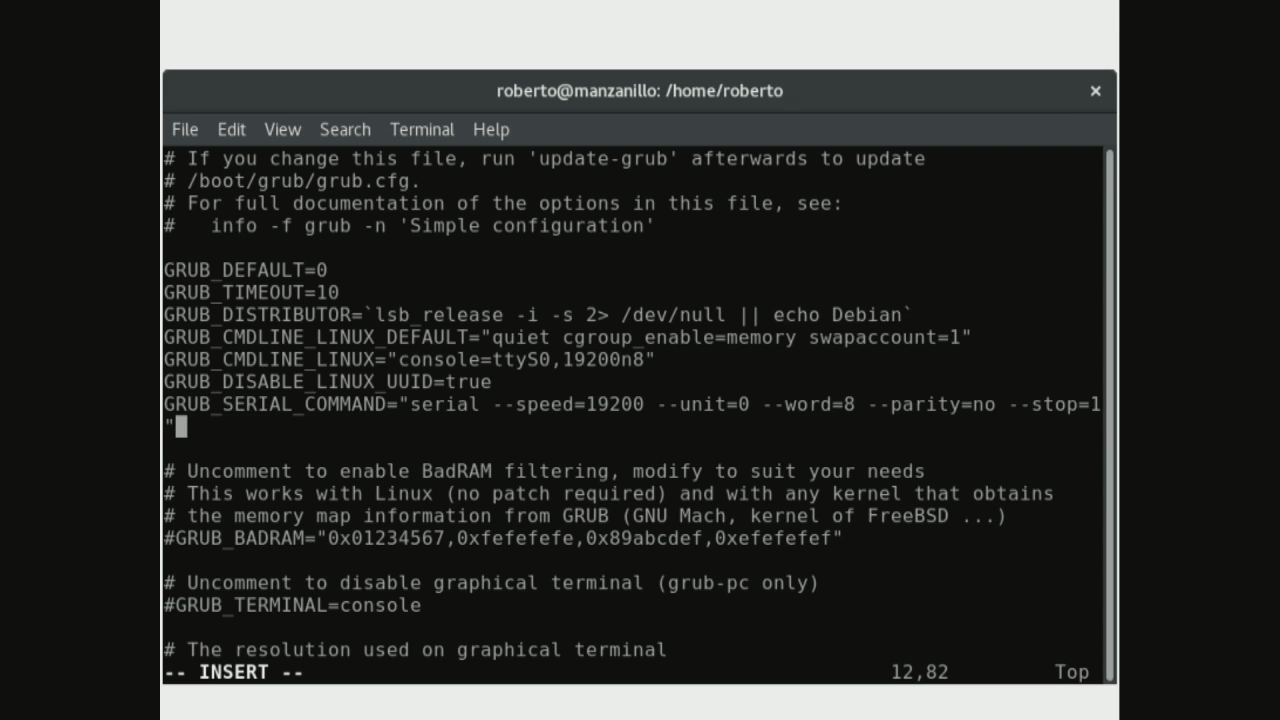 roberto@manzanillo: /home/roberto
×
File Edit View Search Terminal Help
# If you change this file, run 'update-grub' afterwards to update
# /boot/grub/grub.cfg.
# For full documentation of the options in this file, see:
#   info -f grub -n 'Simple configuration'

GRUB_DEFAULT=0
GRUB_TIMEOUT=10
GRUB_DISTRIBUTOR=`lsb_release -i -s 2> /dev/null || echo Debian`
GRUB_CMDLINE_LINUX_DEFAULT="quiet cgroup_enable=memory swapaccount=1"
GRUB_CMDLINE_LINUX="console=ttyS0,19200n8"
GRUB_DISABLE_LINUX_UUID=true
GRUB_SERIAL_COMMAND="serial --speed=19200 --unit=0 --word=8 --parity=no --stop=1
"

# Uncomment to enable BadRAM filtering, modify to suit your needs
# This works with Linux (no patch required) and with any kernel that obtains
# the memory map information from GRUB (GNU Mach, kernel of FreeBSD ...)
#GRUB_BADRAM="0x01234567,0xfefefefe,0x89abcdef,0xefefefef"

# Uncomment to disable graphical terminal (grub-pc only)
#GRUB_TERMINAL=console

# The resolution used on graphical terminal
-- INSERT -- 12,82 Top